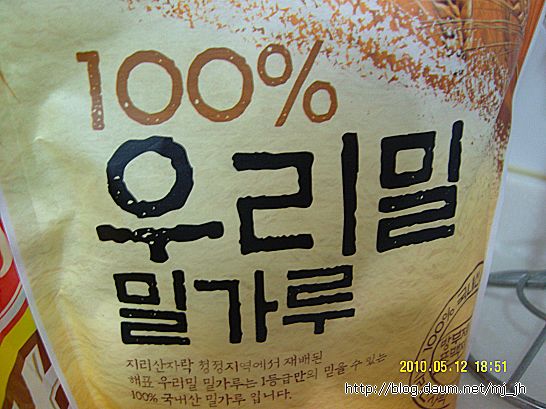 100%
우리밀
밀가루
지리산자락 청정지역에서 재배된
해표 우리밀 밀가루는 1등급만의 믿을 수 있는
100% 국내산 밀가루 입니다.
2010.05.12 18:51
http://blog.daum.net/mj_jh